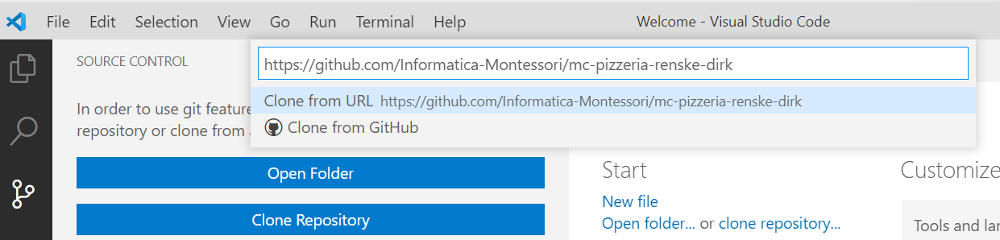 File Edit Selection View Go Run Terminal Help Welcome - Visual Studio Code
SOURCE CONTROL
https://github.com/Informatica-Montessori/mc-pizzeria-renske-dirk
Clone from URL https://github.com/Informatica-Montessori/mc-pizzeria-renske-dirk
Clone from GitHub
In order to use git feature
repository or clone from
Open Folder
Clone Repository
Start
New file
Open folder... or clone repository...
Customize
Tools and la